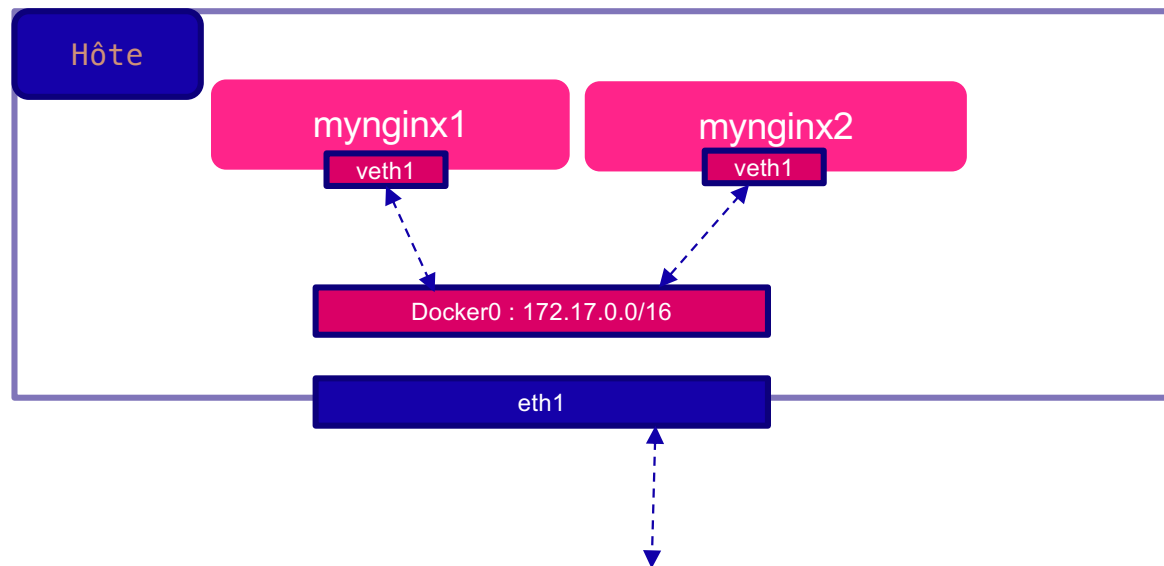 Hôte
mynginx1
mynginx2
veth1
veth1
Docker0 : 172.17.0.0/16
eth1